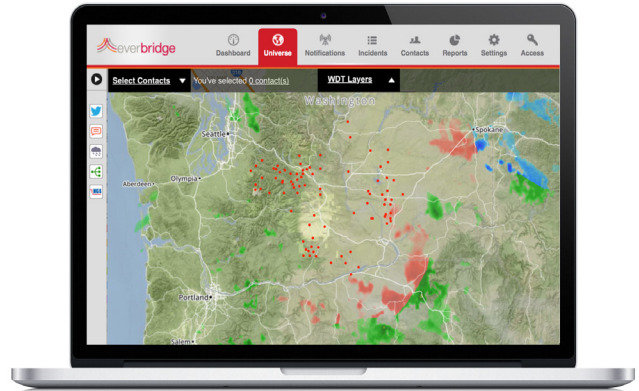 everbridge
Dashboard
Universe
Notifications
Incidents
Contacts
Reports
Settings
Access
Select Contacts
You've selected 0 contact(s)
WDT Layers
Washington
Seattle
Spokane
Olympia
Aberdeen
Portland
Salem